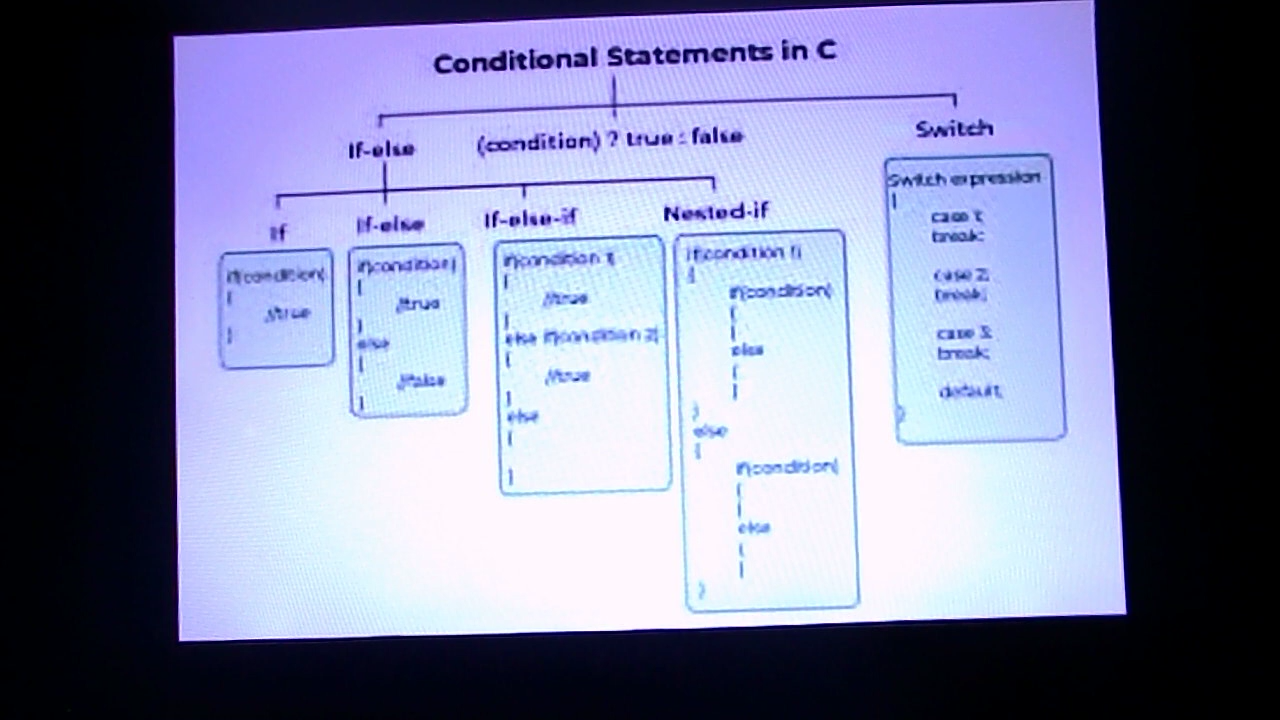 Conditional Statements in C
If-else
(condition) ? true : false
Switch
If
If-else
If-else-if
Nested-if
if(condition(
{
//true
}
if(condition)
{
//true
}
else
{
//false
}
if(condition 1)
{
//true
}
else if(condition 2)
{
//true
}
else
{
}
if(condition 1)
{
if(condition(
{
}
else
{
}
}
else
{
if(condition(
{
}
else
{
}
}
Switch expression
{
case 1:
break;
case 2:
break;
case 3:
break;
default;
}